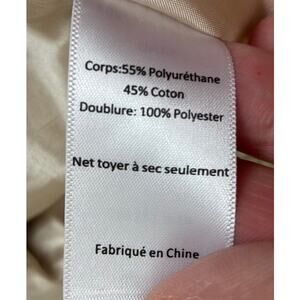 Corps:55% Polyuréthane
45% Coton
Doublure: 100% Polyester
Net toyer à sec seulement
Fabriqué en Chine